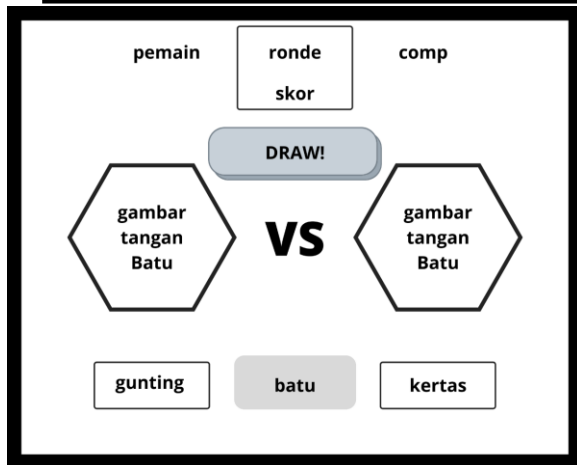 pemain
ronde
comp
skor
DRAW!
gambar
tangan
Batu
VS
gambar
tangan
Batu
gunting
batu
kertas